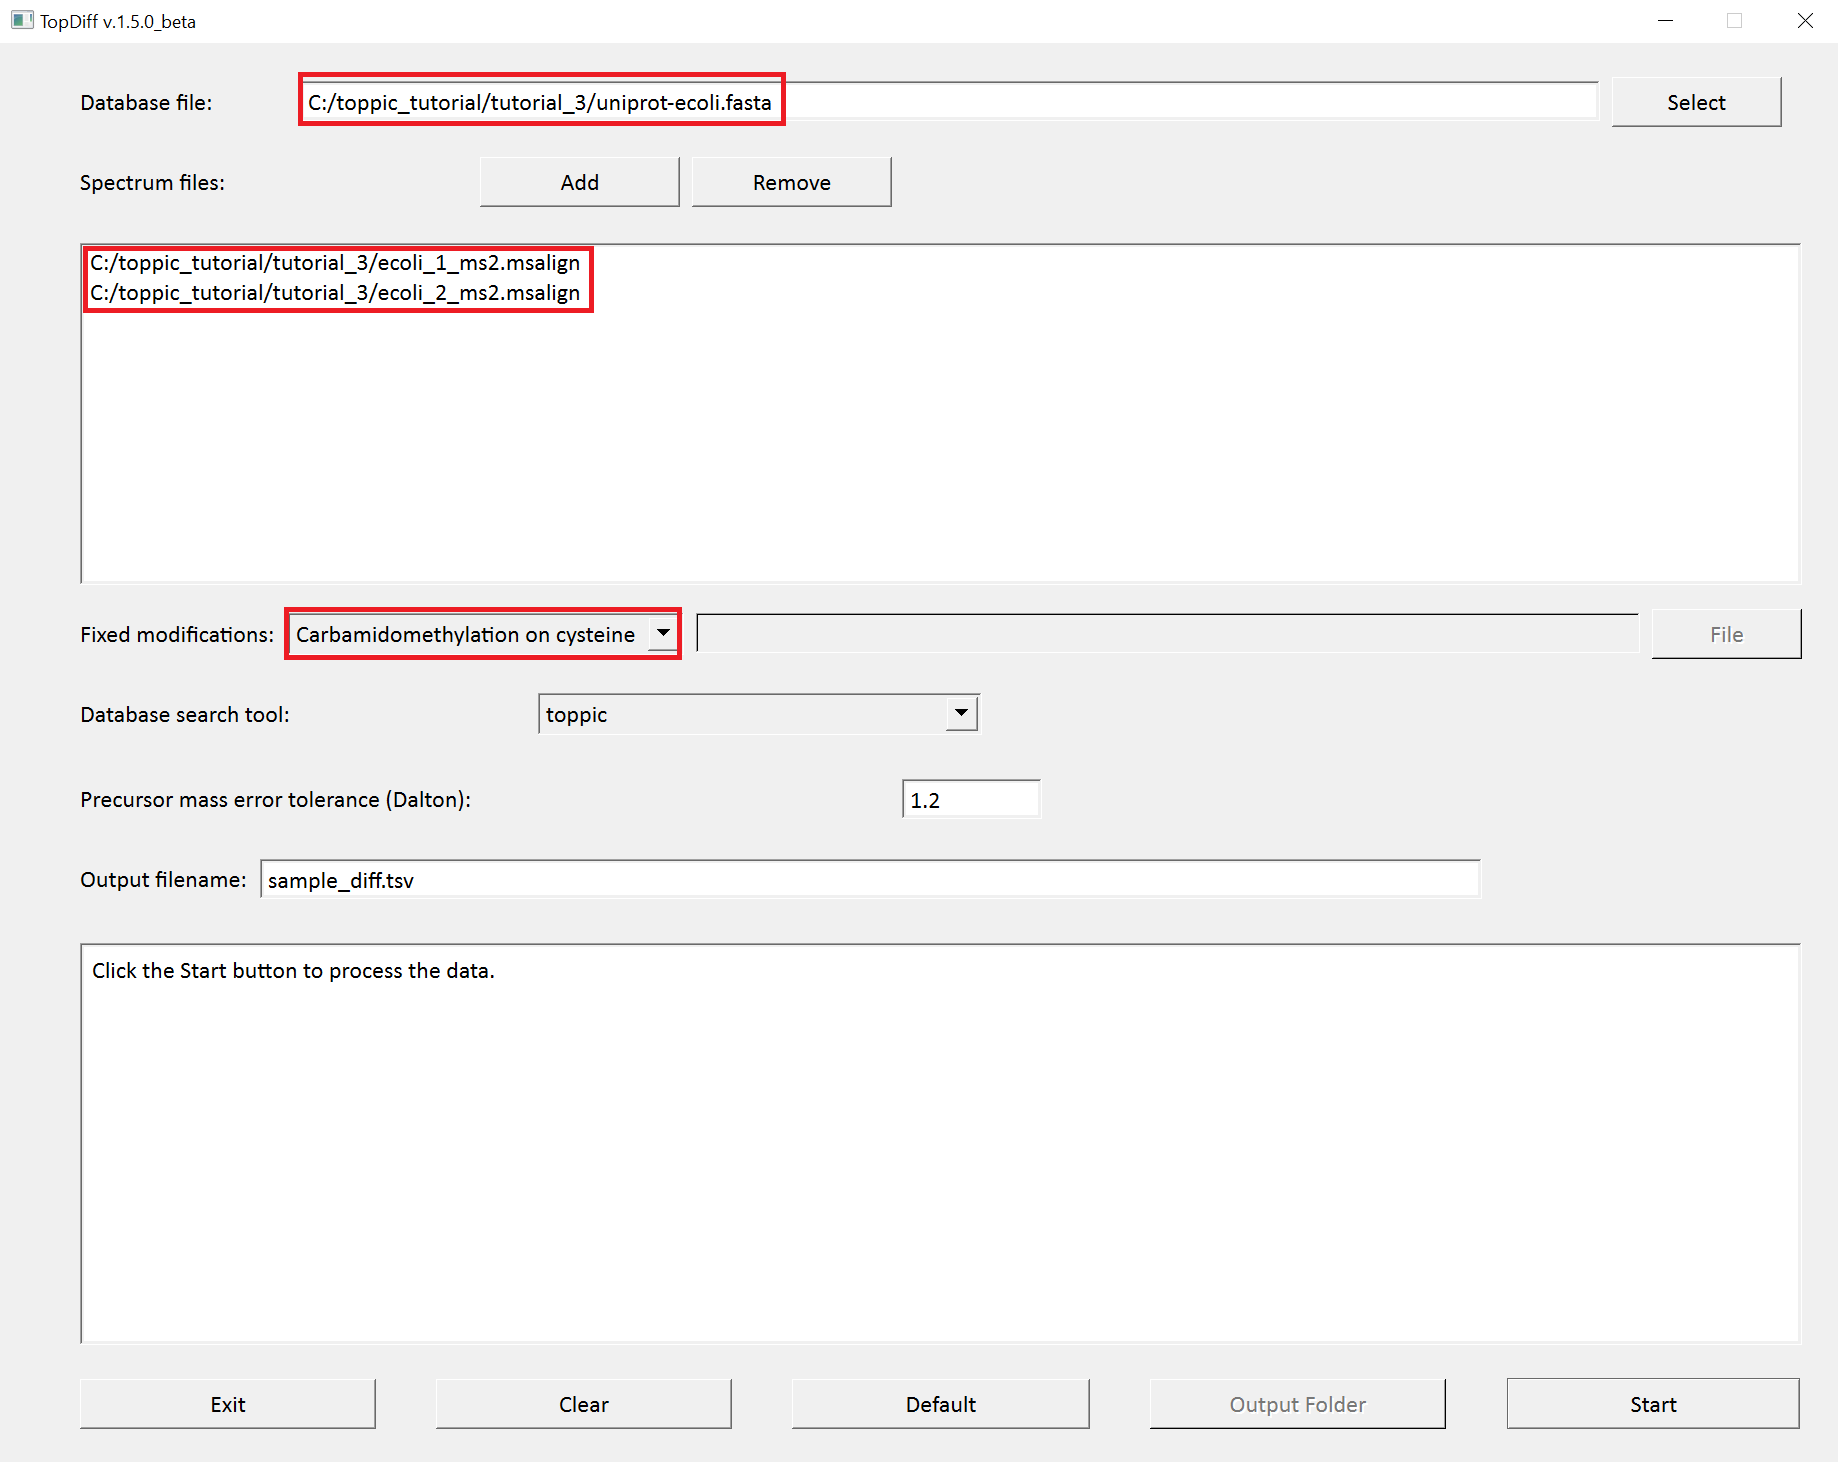 TopDiff v.1.5.0_beta
Database file: C:/toppic_tutorial/tutorial_3/uniprot-ecoli.fasta Select
Spectrum files: Add Remove
C:/toppic_tutorial/tutorial_3/ecoli_1_ms2.msalign
C:/toppic_tutorial/tutorial_3/ecoli_2_ms2.msalign
Fixed modifications: Carbamidomethylation on cysteine File
Database search tool: toppic
Precursor mass error tolerance (Dalton): 1.2
Output filename: sample_diff.tsv
Click the Start button to process the data.
Exit Clear Default Output Folder Start